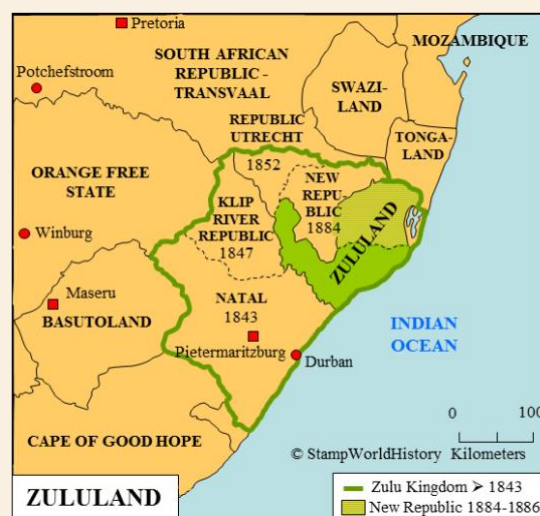 Pretoria
MOZAMBIQUE
SOUTH AFRICAN
REPUBLIC -
TRANSVAAL
Potchefstroom
SWAZI-
LAND
REPUBLIC
UTRECHT
TONGA-
LAND
1852
ORANGE FREE
STATE
NEW
REPU
BLIC
1884
KLIP
RIVER
REPUBLIC
1847
ZULULAND
Winburg
Maseru
NATAL
1843
BASUTOLAND
INDIAN
OCEAN
Pietermaritzburg
Durban
CAPE OF GOOD HOPE
0 100
© StampWorldHistory Kilometers
ZULULAND
Zulu Kingdom ➢ 1843
New Republic 1884-1886